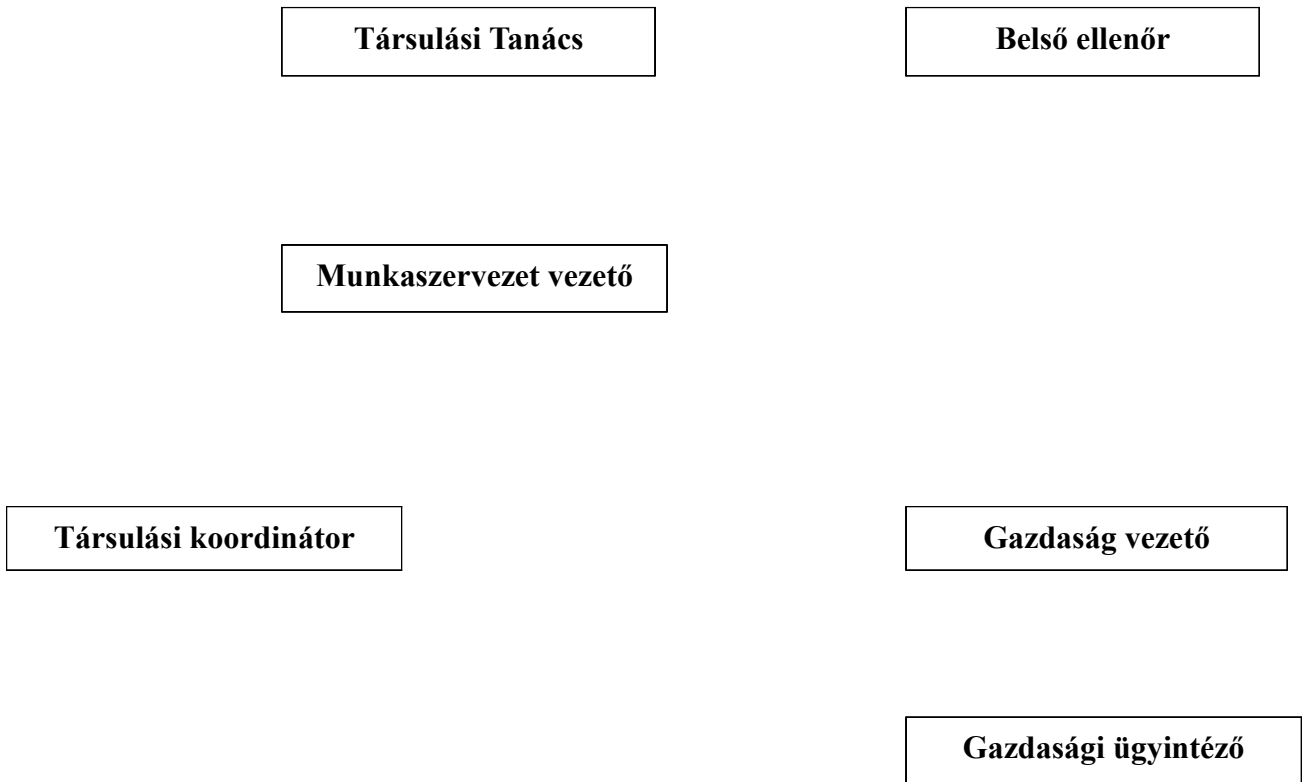 Társulási Tanács
Belső ellenőr
Munkaszervezet vezető
Társulási koordinátor
Gazdaság vezető
Gazdasági ügyintéző